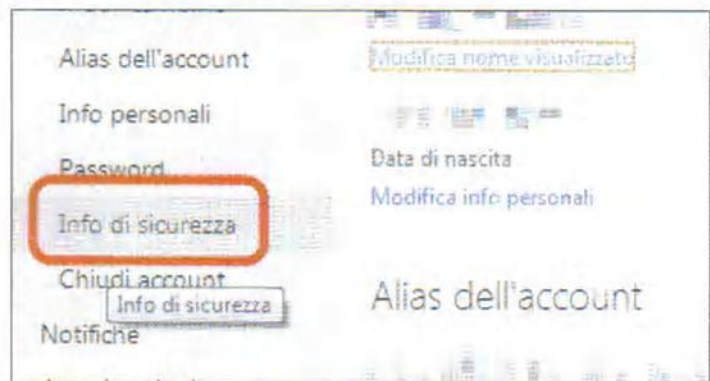 Alias dell'account
Info personali
Password
Info di sicurezza
Chiudi account
Info di sicurezza
Notifiche
Modifica nome visualizzato
Data di nascita
Modifica info personali
Alias dell'account